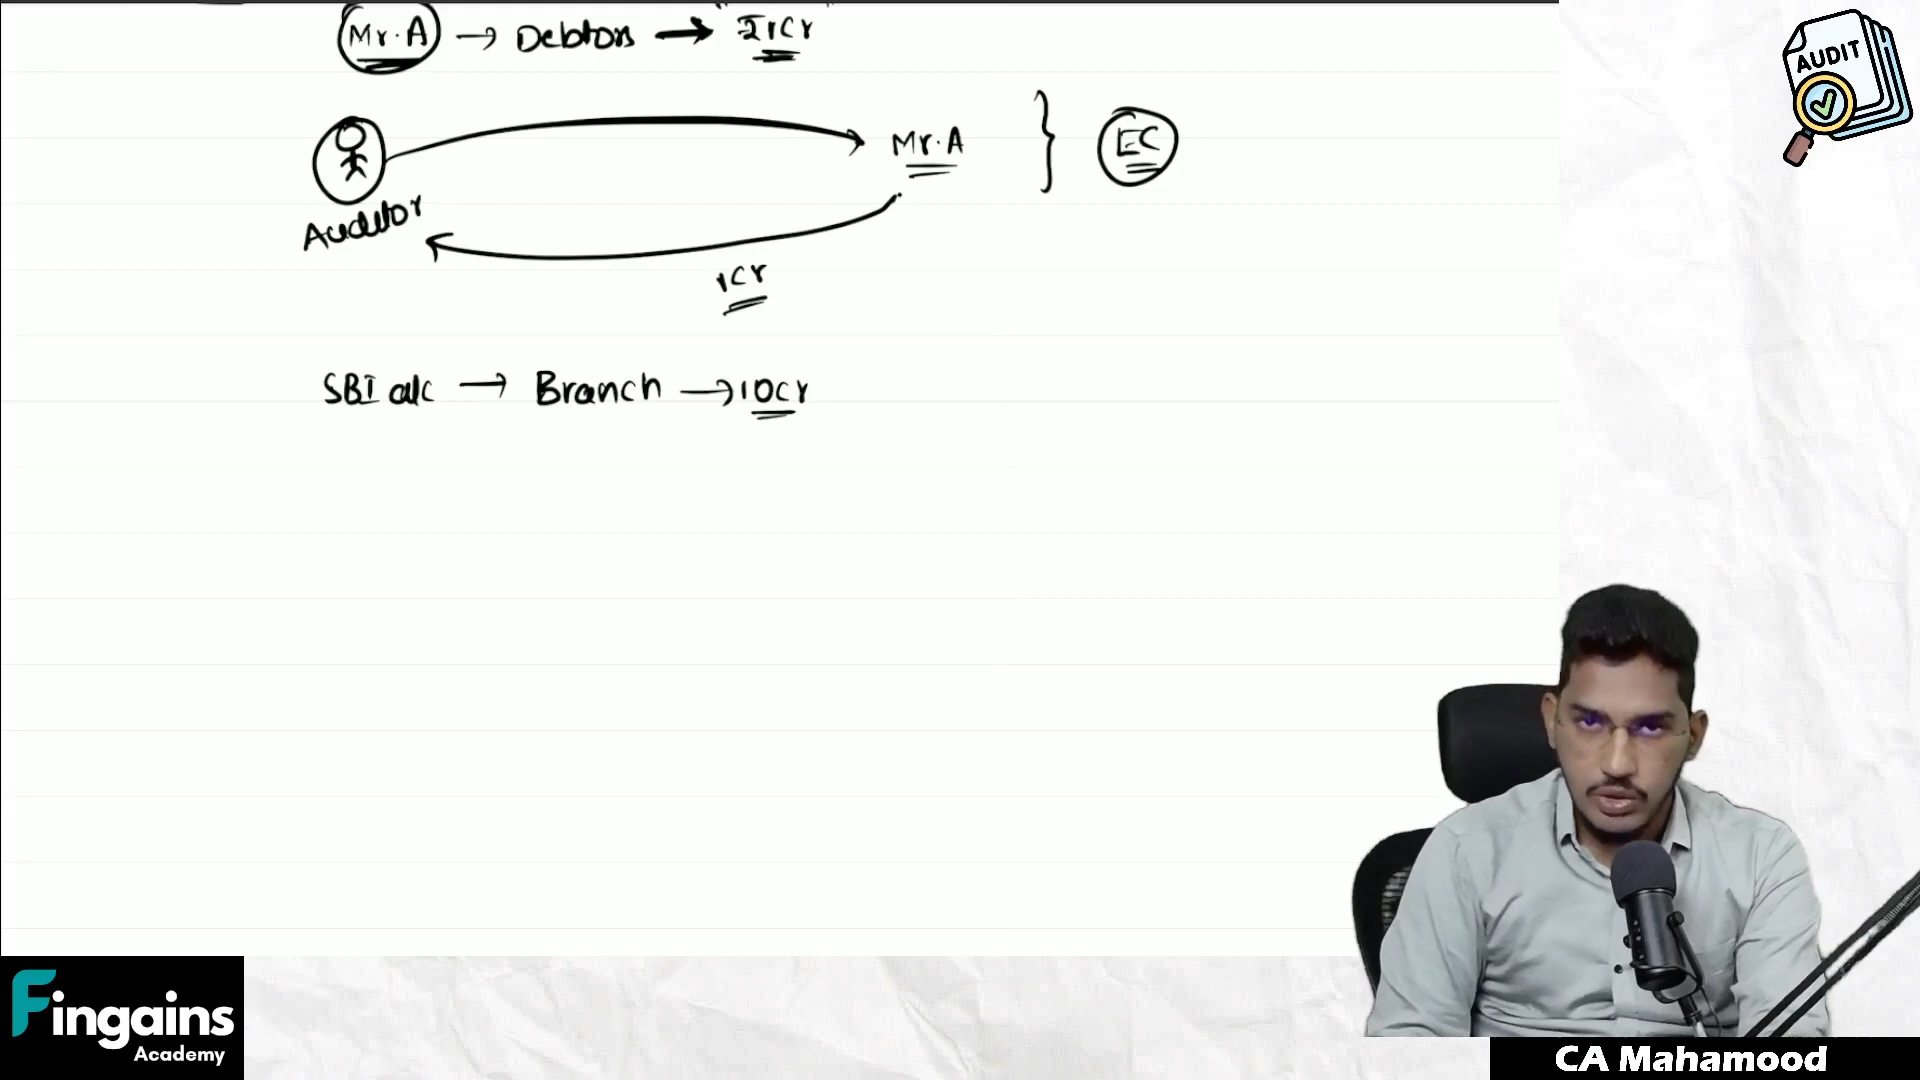 Mr. A → Debtors → "₹1Cr"
AUDIT
Mr. A } EC
Auditor
1Cr
SBI a/c → Branch → 10Cr
Fingains
Academy
CA Mahamood